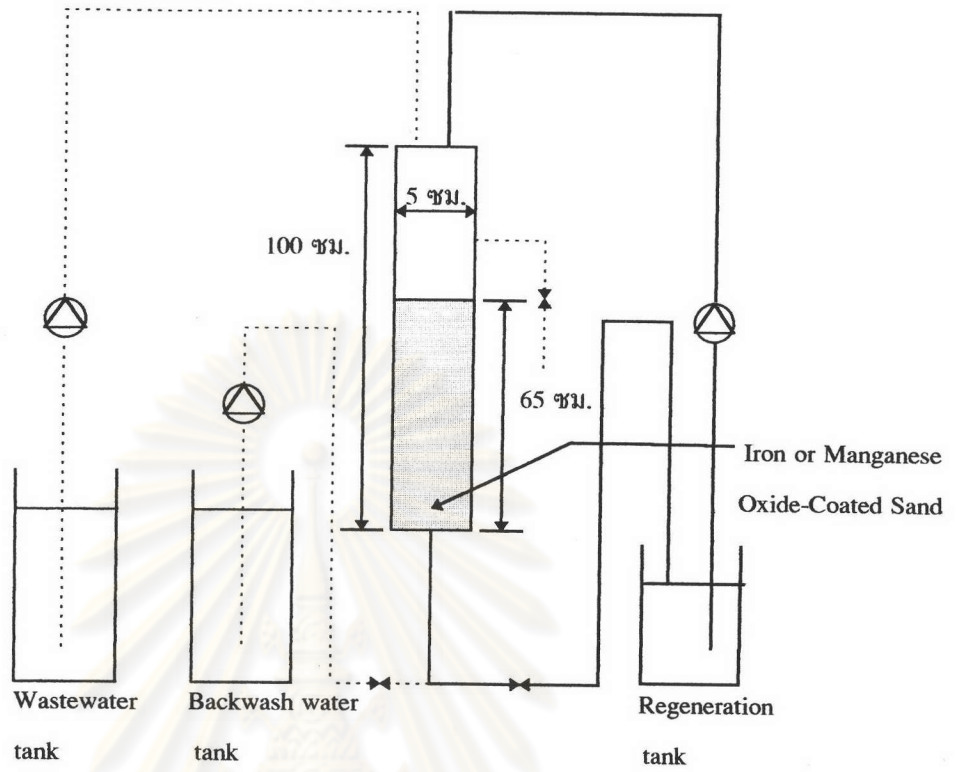 5 ซม.
100 ซม.
65 ซม.
Iron or Manganese
Oxide-Coated Sand
Wastewater
tank
Backwash water
tank
Regeneration
tank